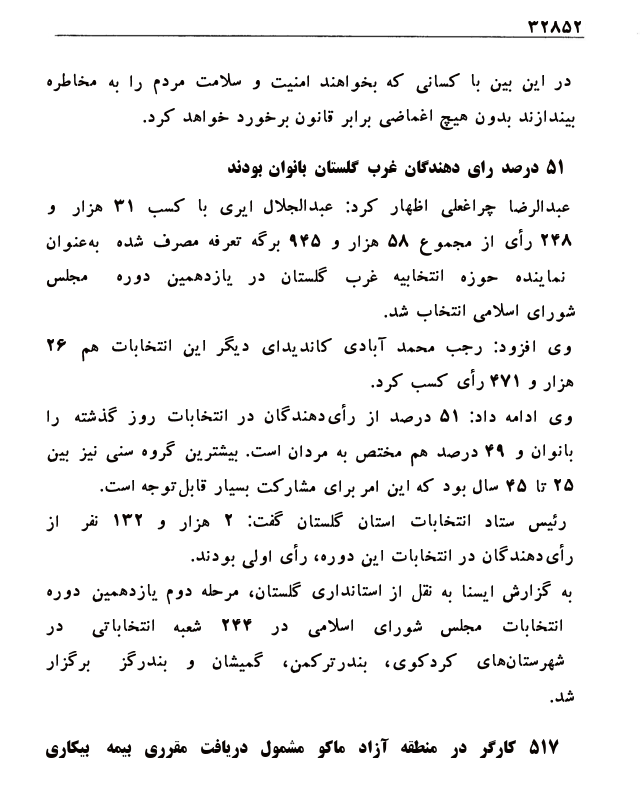 ۳۲۸۵۲
در این بین با کسانی که بخواهند امنیت و سلامت مردم را به مخاطره
بیندازند بدون هیچ اغماضی برابر قانون برخورد خواهد کرد.
۵۱ درصد رای دهندگان غرب گلستان بانوان بودند
عبدالرضا چراغعلی اظهار کرد: عبدالجلال ایری با کسب ۳۱ هزار و
۲۴۸ رأی از مجموع ۵۸ هزار و ۹۴۵ برگه تعرفه مصرف شده به‌عنوان
نماینده حوزه انتخابیه غرب گلستان در یازدهمین دوره مجلس
شورای اسلامی انتخاب شد.
وی افزود: رجب محمد آبادی کاندیدای دیگر این انتخابات هم ۲۶
هزار و ۴۷۱ رأی کسب کرد.
وی ادامه داد: ۵۱ درصد از رأی‌دهندگان در انتخابات روز گذشته را
بانوان و ۴۹ درصد هم مختص به مردان است. بیشترین گروه سنی نیز بین
۲۵ تا ۴۵ سال بود که این امر برای مشارکت بسیار قابل‌توجه است.
رئیس ستاد انتخابات استان گلستان گفت: ۲ هزار و ۱۳۲ نفر از
رأی‌دهندگان در انتخابات این دوره، رأی اولی بودند.
به گزارش ایسنا به نقل از استانداری گلستان، مرحله دوم یازدهمین دوره
انتخابات مجلس شورای اسلامی در ۲۴۴ شعبه انتخاباتی در
شهرستان‌های کردکوی، بندرترکمن، گمیشان و بندرگز برگزار
شد.
۵۱۷ کارگر در منطقه آزاد ماکو مشمول دریافت مقرری بیمه بیکاری